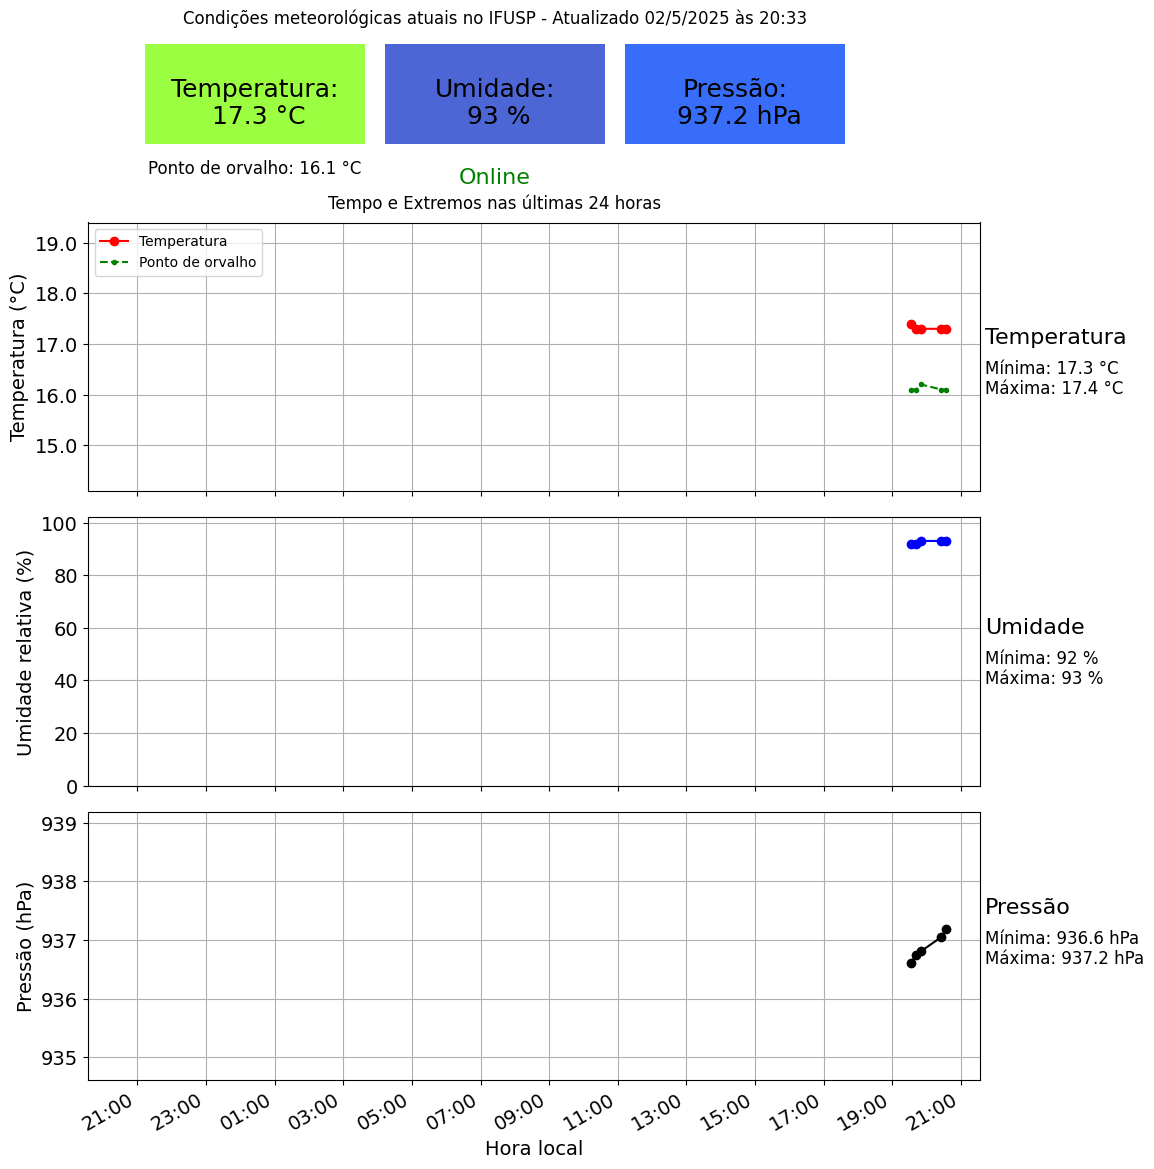 Condições meteorológicas atuais no IFUSP - Atualizado 02/5/2025 às 20:33
Temperatura:
17.3 °C
Umidade:
93 %
Pressão:
937.2 hPa
Ponto de orvalho: 16.1 °C
Online
Tempo e Extremos nas últimas 24 horas
Temperatura
Ponto de orvalho
Temperatura (°C)
19.0
18.0
17.0
16.0
15.0
Temperatura
Mínima: 17.3 °C
Máxima: 17.4 °C
Umidade relativa (%)
100
80
60
40
20
0
Umidade
Mínima: 92 %
Máxima: 93 %
Pressão (hPa)
939
938
937
936
935
Pressão
Mínima: 936.6 hPa
Máxima: 937.2 hPa
21:00 23:00 01:00 03:00 05:00 07:00 09:00 11:00 13:00 15:00 17:00 19:00 21:00
Hora local